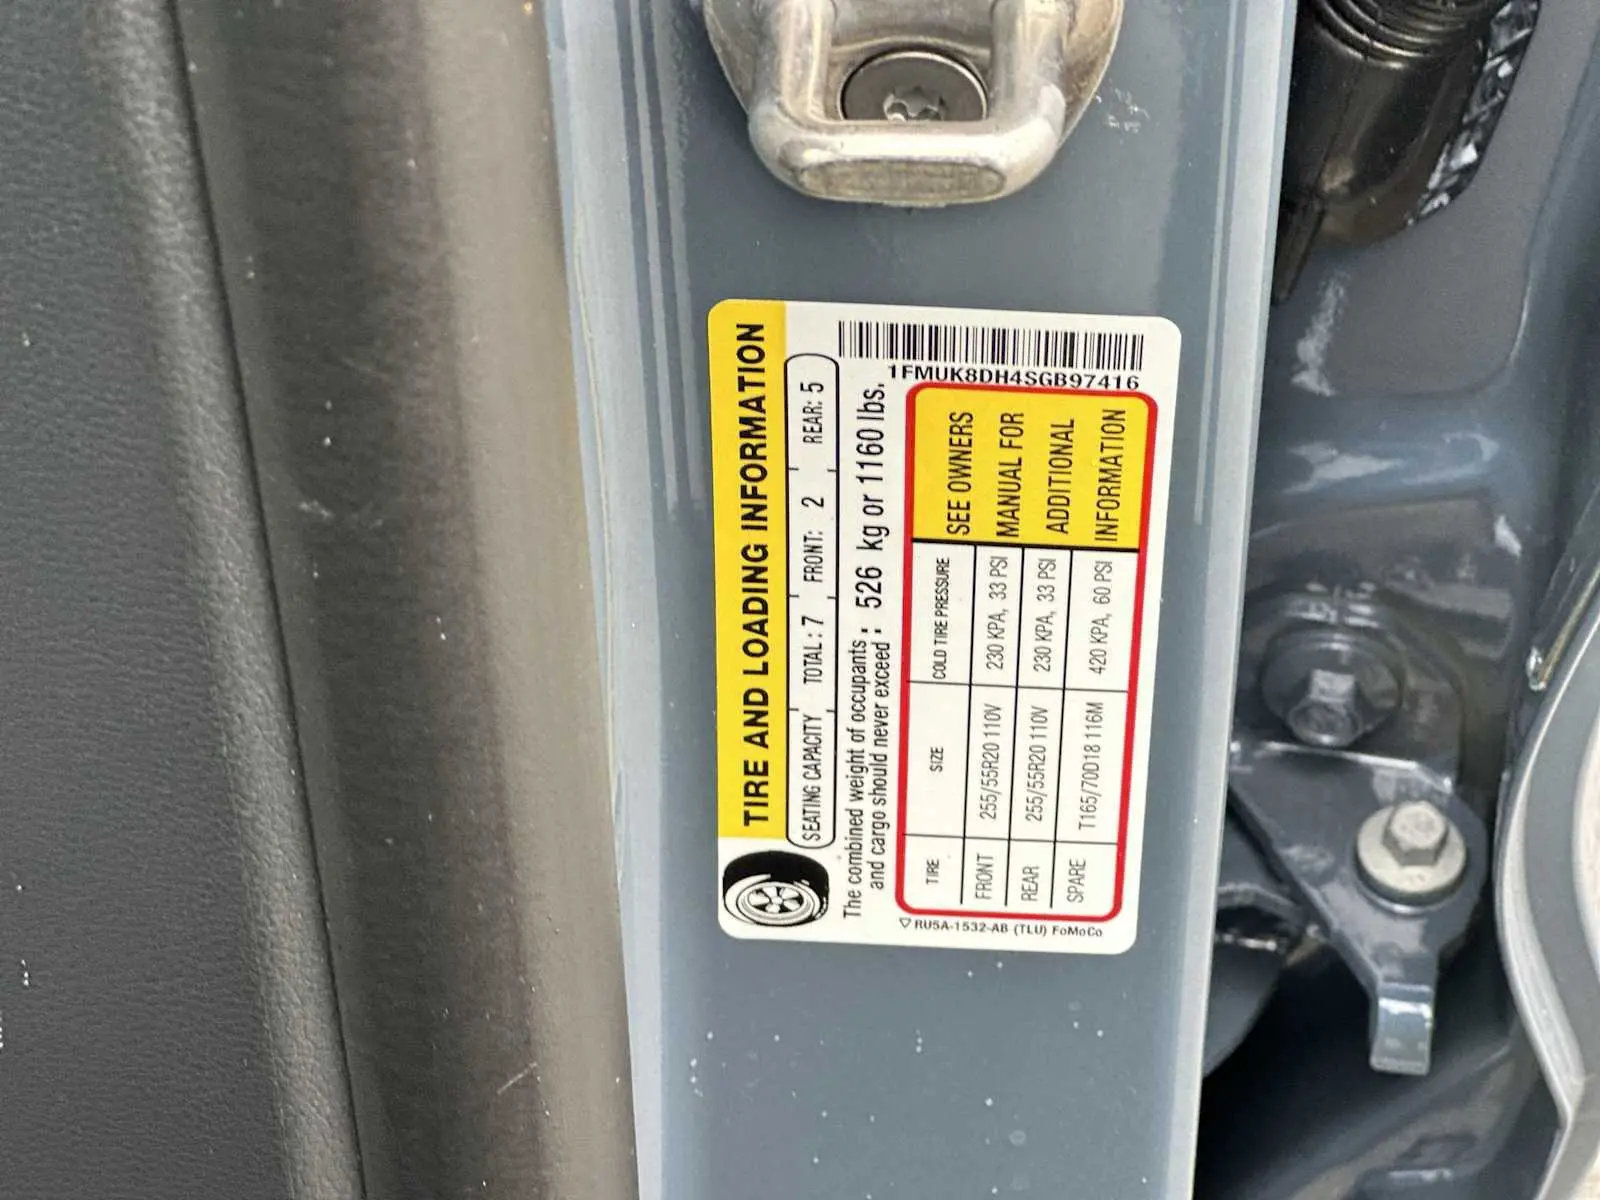 TIRE AND LOADING INFORMATION
SEATING CAPACITY TOTAL: 7 FRONT: 2 REAR: 5
The combined weight of occupants
and cargo should never exceed : 526 kg or 1160 lbs.
1FMUK8DH4SGB97416
TIRE SIZE COLD TIRE PRESSURE
FRONT 255/55R20 110V 230 KPA, 33 PSI
REAR 255/55R20 110V 230 KPA, 33 PSI
SPARE T165/70D18 116M 420 KPA, 60 PSI
SEE OWNERS
MANUAL FOR
ADDITIONAL
INFORMATION
RU5A-1532-AB (TLU) FoMoCo